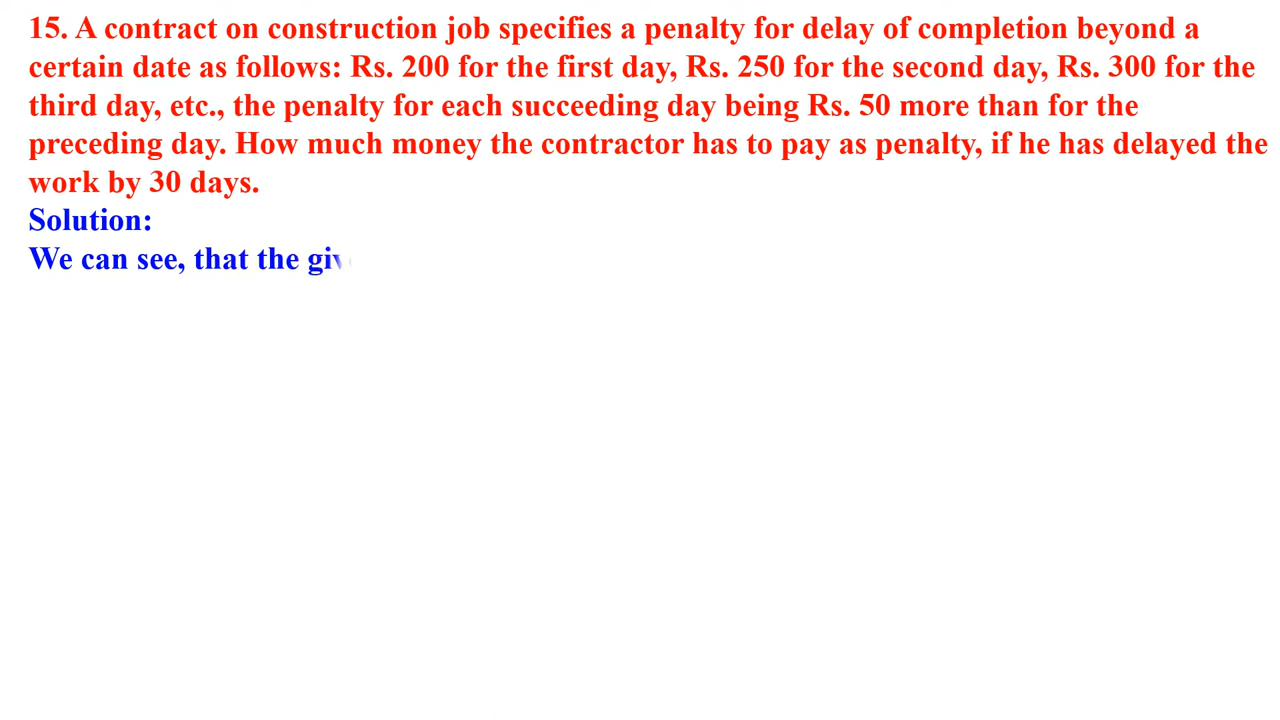 15. A contract on construction job specifies a penalty for delay of completion beyond a
certain date as follows: Rs. 200 for the first day, Rs. 250 for the second day, Rs. 300 for the
third day, etc., the penalty for each succeeding day being Rs. 50 more than for the
preceding day. How much money the contractor has to pay as penalty, if he has delayed the
work by 30 days.
Solution:
We can see, that the